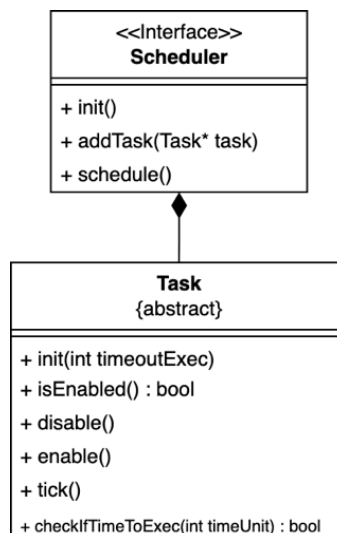 <<Interface>>
Scheduler
+ init()
+ addTask(Task* task)
+ schedule()
Task
{abstract}
+ init(int timeoutExec)
+ isEnabled() : bool
+ disable()
+ enable()
+ tick()
+ checkIfTimeToExec(int timeUnit) : bool